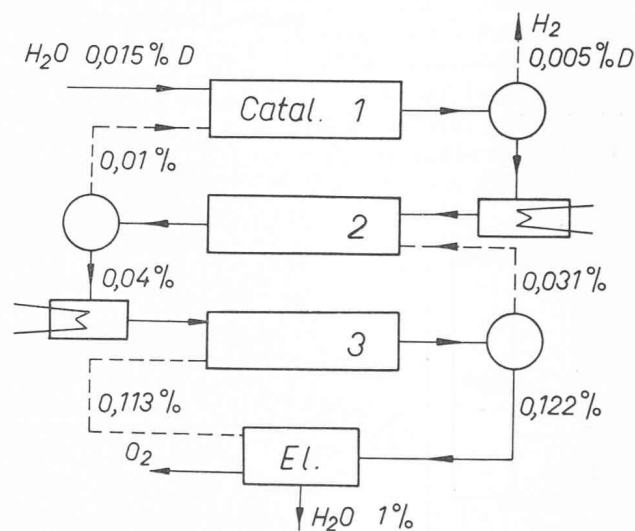 H₂
H₂O 0,015% D
0,005% D
Catal. 1
0,01%
2
0,04%
0,031%
3
0,113%
0,122%
El.
O₂
H₂O 1%